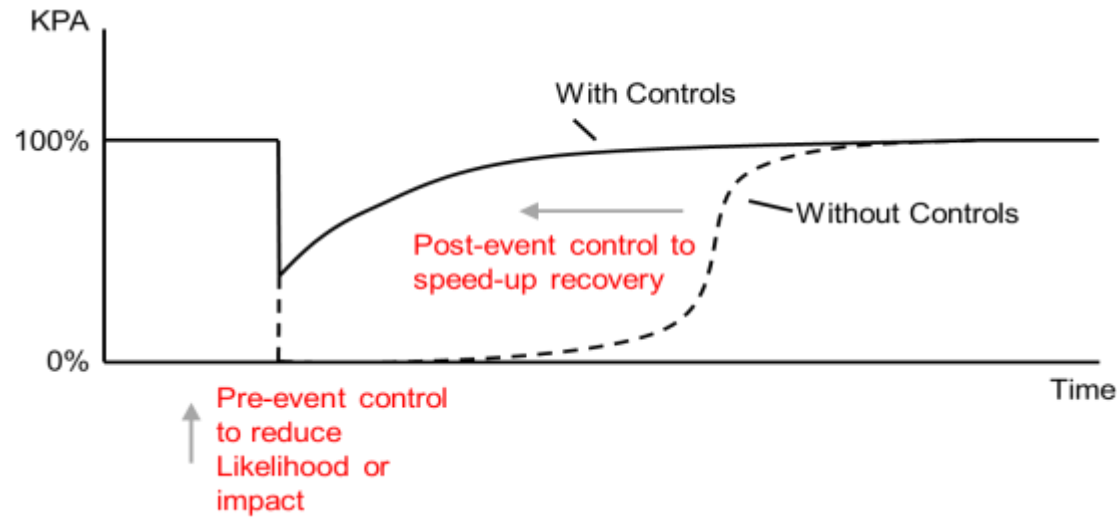 KPA
With Controls
100%
Without Controls
Post-event control to
speed-up recovery
0%
Time
Pre-event control
to reduce
Likelihood or
impact